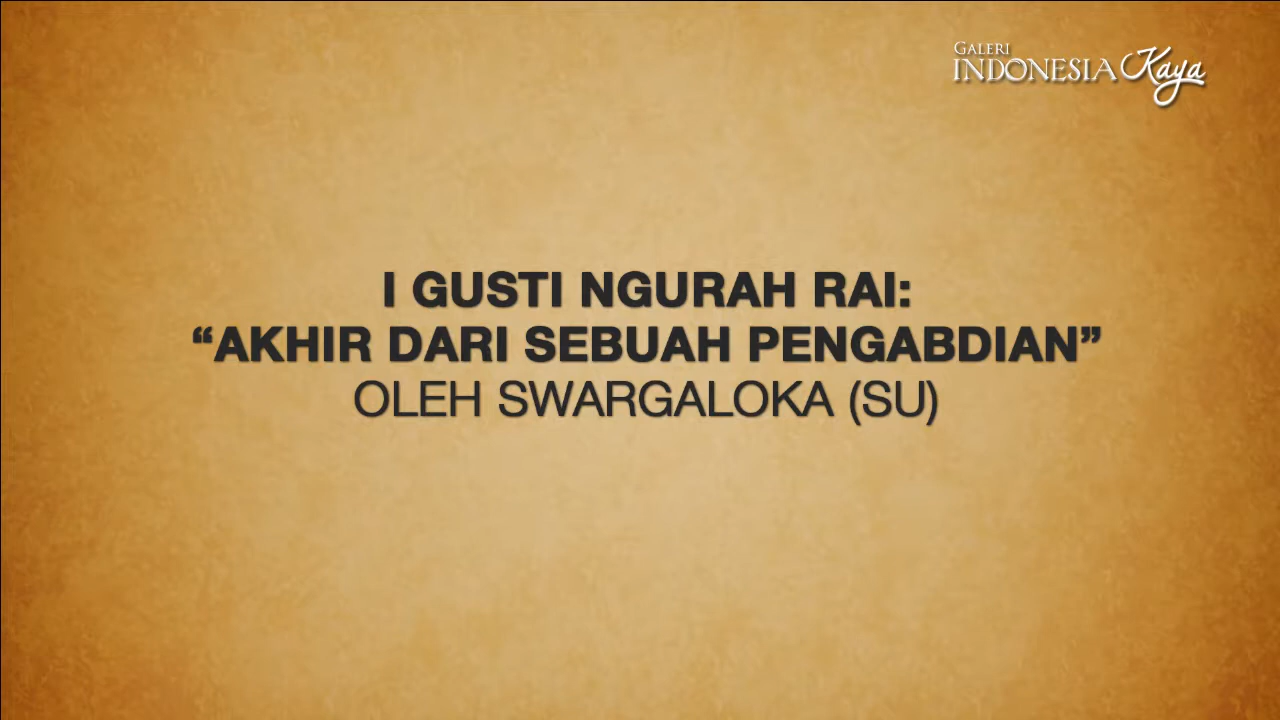 GALERI
INDONESIA Kaya
I GUSTI NGURAH RAI:
“AKHIR DARI SEBUAH PENGABDIAN”
OLEH SWARGALOKA (SU)